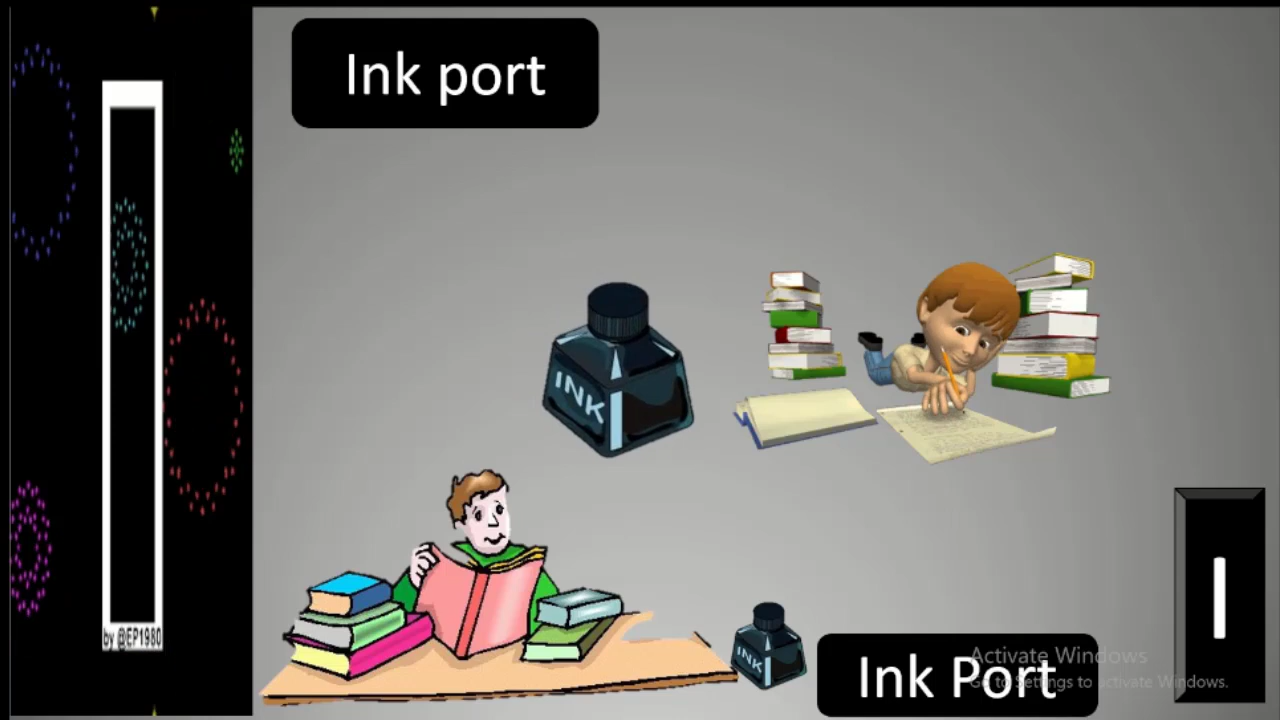 Ink port
INK
INK
by @EP1980
Ink Port
I
Activate Windows
Go to Settings to activate Windows.